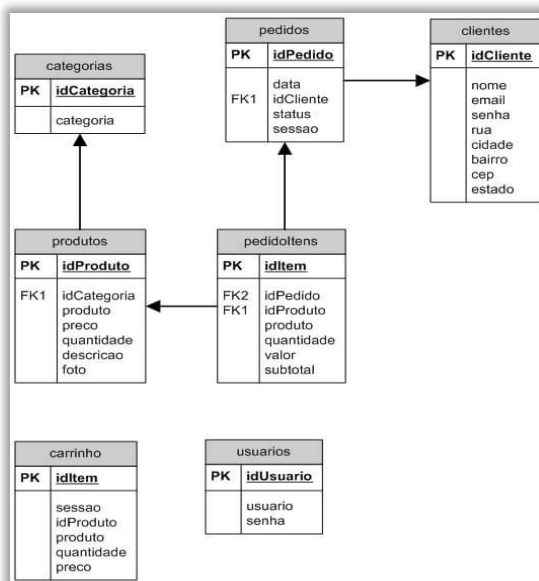 categorias
PK idCategoria
categoria
pedidos
PK idPedido
data
FK1 idCliente
status
sessao
clientes
PK idCliente
nome
email
senha
rua
cidade
bairro
cep
estado
produtos
PK idProduto
FK1 idCategoria
produto
preco
quantidade
descricao
foto
pedidoItens
PK idItem
FK2 idPedido
FK1 idProduto
produto
quantidade
valor
subtotal
carrinho
PK idItem
sessao
idProduto
produto
quantidade
preco
usuarios
PK idUsuario
usuario
senha